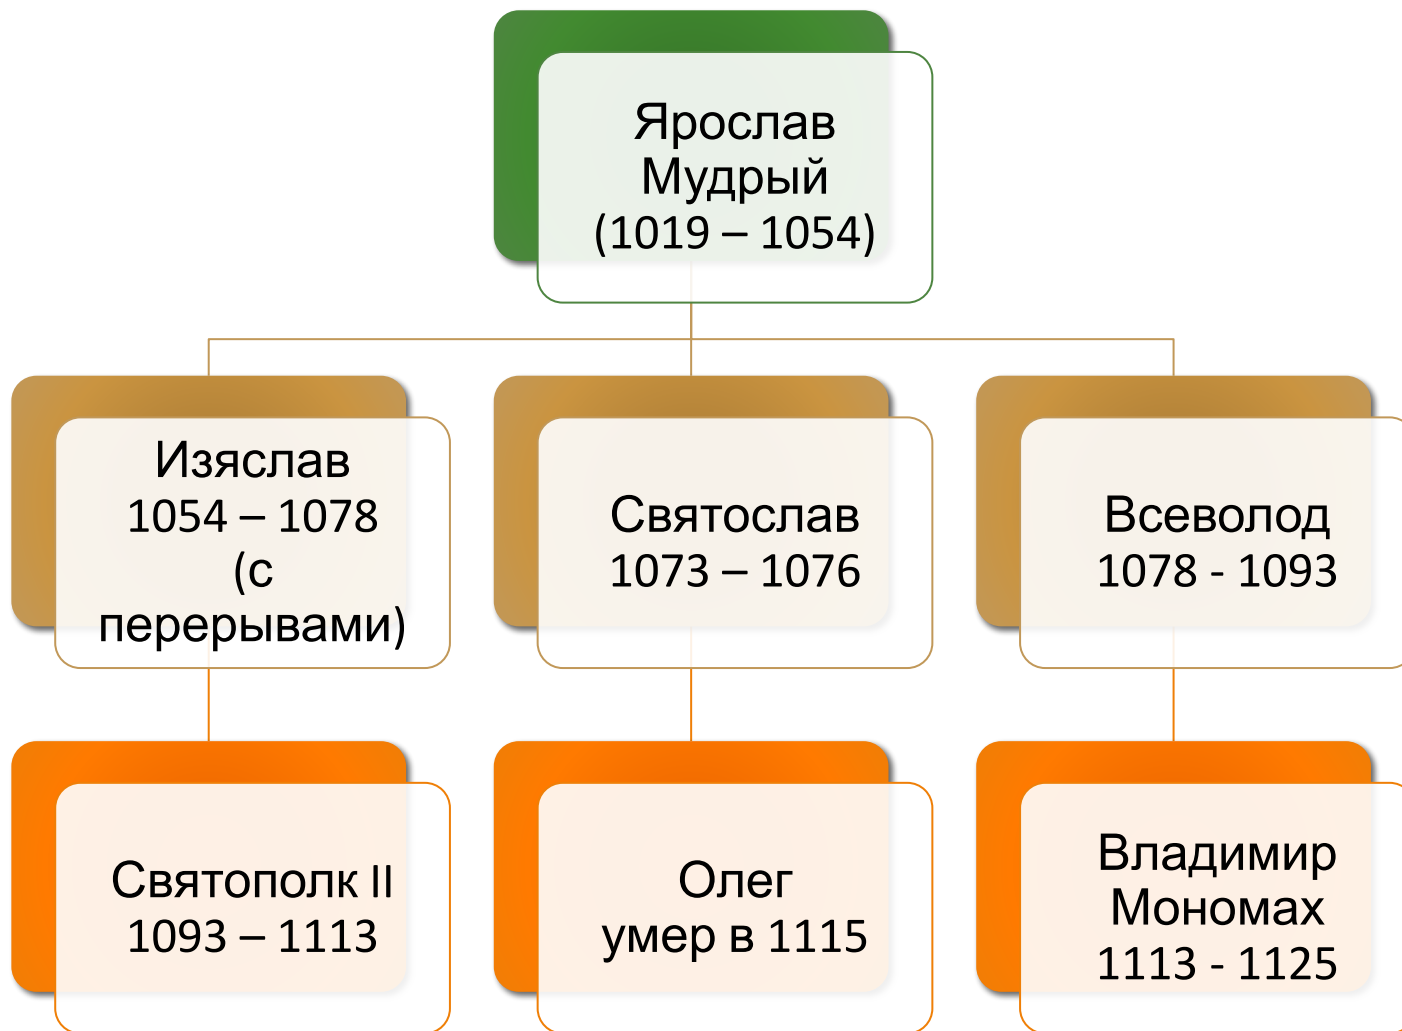 Ярослав
Мудрый
(1019 – 1054)
Изяслав
1054 – 1078
(с
перерывами)
Святослав
1073 – 1076
Всеволод
1078 - 1093
Святополк II
1093 – 1113
Олег
умер в 1115
Владимир
Мономах
1113 - 1125